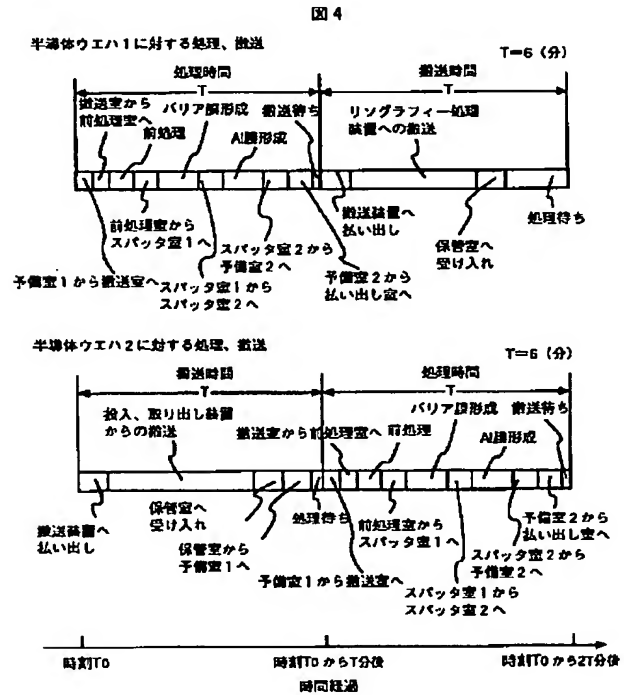 図4
半導体ウエハ1に対する処理、搬送
T=6(分)
処理時間
搬送時間
T
T
搬送室から
前処理室へ
前処理
バリア膜形成
Al膜形成
搬送待ち
リングラフィー処理
装置への搬送
予備室1から搬送室へ
前処理室から
スパッタ室1へ
スパッタ室1から
スパッタ室2へ
スパッタ室2から
予備室2へ
予備室2から
払い出し室へ
搬送装置へ
払い出し
保管室へ
受け入れ
処理待ち
半導体ウエハ2に対する処理、搬送
T=6(分)
搬送時間
処理時間
T
T
投入、取り出し装置
からの搬送
搬送室から前処理室へ
前処理
バリア膜形成
Al膜形成
搬送待ち
搬送装置へ
払い出し
保管室へ
受け入れ
保管室から
予備室1へ
処理待ち
予備室1から搬送室へ
前処理室から
スパッタ室1へ
スパッタ室1から
スパッタ室2へ
スパッタ室2から
予備室2へ
予備室2から
払い出し室へ
時刻T0
時刻T0からT分後
時刻T0から2T分後
時間経過